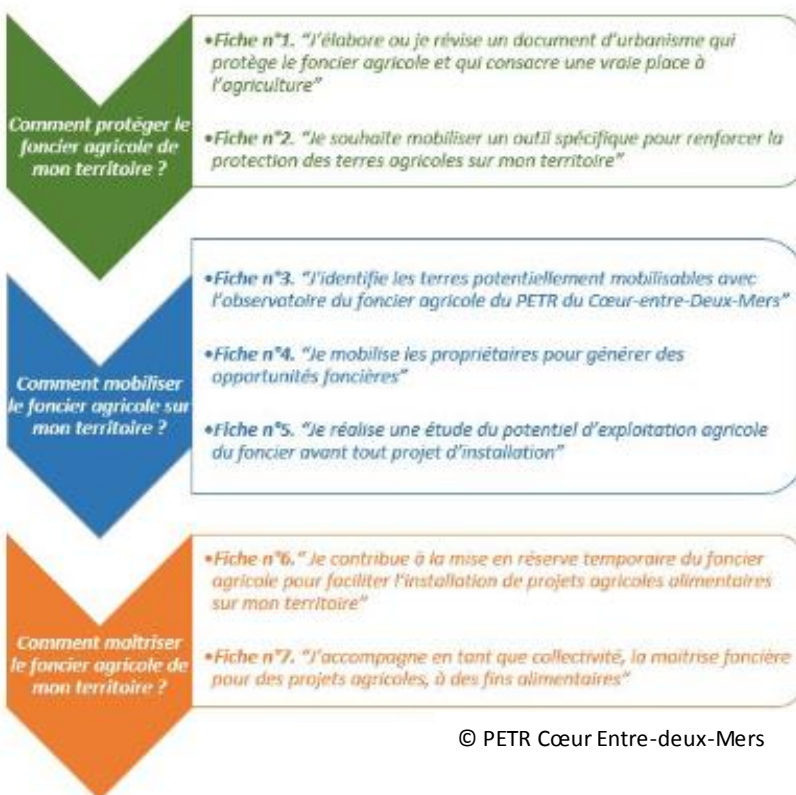 Comment protéger le
foncier agricole de
mon territoire ?
•Fiche n°1. "J'élabore ou je révise un document d'urbanisme qui
protège le foncier agricole et qui consacre une vraie place à
l'agriculture"
•Fiche n°2. "Je souhaite mobiliser un outil spécifique pour renforcer la
protection des terres agricoles sur mon territoire"
Comment mobiliser
le foncier agricole sur
mon territoire ?
•Fiche n°3. "J'identifie les terres potentiellement mobilisables avec
l'observatoire du foncier agricole du PETR du Cœur-entre-Deux-Mers"
•Fiche n°4. "Je mobilise les propriétaires pour générer des
opportunités foncières"
•Fiche n°5. "Je réalise une étude du potentiel d'exploitation agricole
du foncier avant tout projet d'installation"
Comment maîtriser
le foncier agricole de
mon territoire ?
•Fiche n°6." Je contribue à la mise en réserve temporaire du foncier
agricole pour faciliter l'installation de projets agricoles alimentaires
sur mon territoire"
•Fiche n°7. "J'accompagne en tant que collectivité, la maitrise foncière
pour des projets agricoles, à des fins alimentaires"
© PETR Cœur Entre-deux-Mers